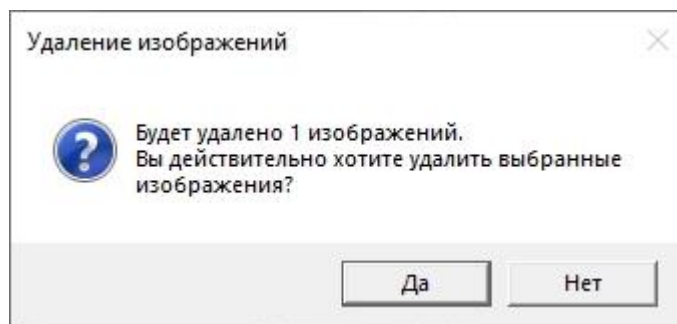 Удаление изображений
Будет удалено 1 изображений.
Вы действительно хотите удалить выбранные
изображения?
Да
Нет